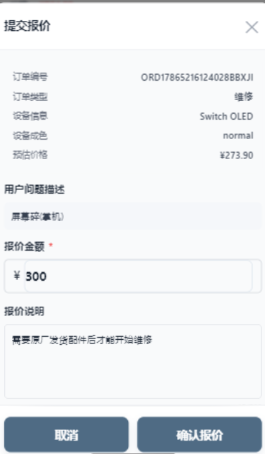 提交报价
订单编号 ORD17865216124028BBXJI
订单类型 维修
设备信息 Switch OLED
设备成色 normal
预估价格 ¥273.90
用户问题描述
屏幕碎(掌机)
报价金额 *
¥ 300
报价说明
需要原厂发货配件后才能开始维修
取消 确认报价